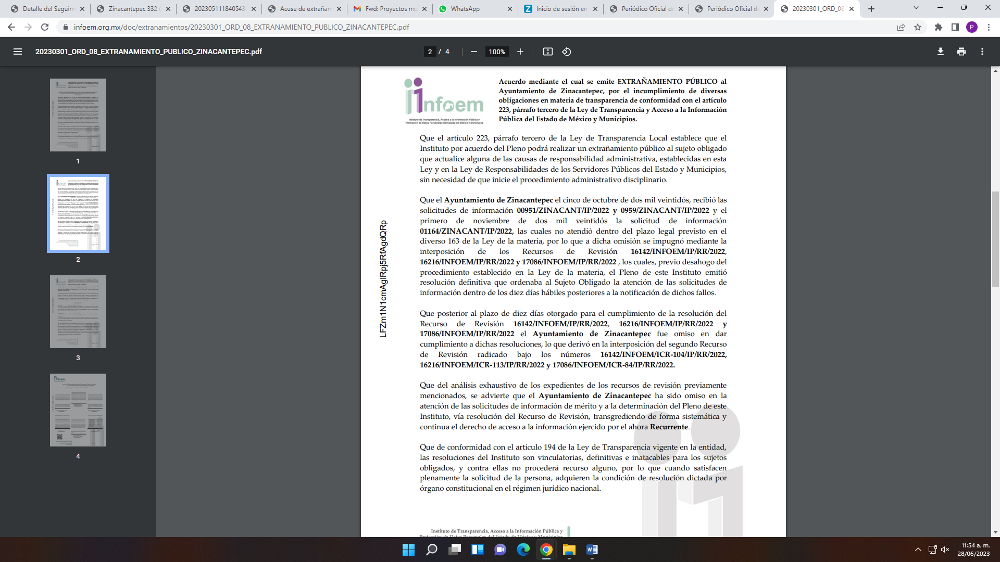 Detalle del Seguim
Zinacantepec 332 (
202305111840543
Acuse de extrañam
Fwd: Proyectos mo
WhatsApp
Inicio de sesión en
Periódico Oficial de
Periódico Oficial de
20230301_ORD_08
infoem.org.mx/doc/extranamientos/20230301_ORD_08_EXTRANAMIENTO_PUBLICO_ZINACANTEPEC.pdf
P
20230301_ORD_08_EXTRANAMIENTO_PUBLICO_ZINACANTEPEC.pdf
2 / 4
100%
1
2
3
4
infoem
Instituto de Transparencia, Acceso a la Información Pública y
Protección de Datos Personales del Estado de México y Municipios
Acuerdo mediante el cual se emite EXTRAÑAMIENTO PÚBLICO al
Ayuntamiento de Zinacantepec, por el incumplimiento de diversas
obligaciones en materia de transparencia de conformidad con el artículo
223, párrafo tercero de la Ley de Transparencia y Acceso a la Información
Pública del Estado de México y Municipios.
LFZm1N1cmAgIRpj5RfAgdQRp
Que el artículo 223, párrafo tercero de la Ley de Transparencia Local establece que el
Instituto por acuerdo del Pleno podrá realizar un extrañamiento público al sujeto obligado
que actualice alguna de las causas de responsabilidad administrativa, establecidas en esta
Ley y en la Ley de Responsabilidades de los Servidores Públicos del Estado y Municipios,
sin necesidad de que inicie el procedimiento administrativo disciplinario.
Que el Ayuntamiento de Zinacantepec el cinco de octubre de dos mil veintidós, recibió las
solicitudes de información 00951/ZINACANT/IP/2022 y 0959/ZINACANT/IP/2022 y el
primero de noviembre de dos mil veintidós la solicitud de información
01164/ZINACANT/IP/2022, las cuales no atendió dentro del plazo legal previsto en el
diverso 163 de la Ley de la materia, por lo que a dicha omisión se impugnó mediante la
interposición de los Recursos de Revisión 16142/INFOEM/IP/RR/2022,
16216/INFOEM/IP/RR/2022 y 17086/INFOEM/IP/RR/2022 , los cuales, previo desahogo del
procedimiento establecido en la Ley de la materia, el Pleno de este Instituto emitió
resolución definitiva que ordenaba al Sujeto Obligado la atención de las solicitudes de
información dentro de los diez días hábiles posteriores a la notificación de dichos fallos.
Que posterior al plazo de diez días otorgado para el cumplimiento de la resolución del
Recurso de Revisión 16142/INFOEM/IP/RR/2022, 16216/INFOEM/IP/RR/2022 y
17086/INFOEM/IP/RR/2022 el Ayuntamiento de Zinacantepec fue omiso en dar
cumplimiento a dichas resoluciones, lo que derivó en la interposición del segundo Recurso
de Revisión radicado bajo los números 16142/INFOEM/ICR-104/IP/RR/2022,
16216/INFOEM/ICR-113/IP/RR/2022 y 17086/INFOEM/ICR-84/IP/RR/2022.
Que del análisis exhaustivo de los expedientes de los recursos de revisión previamente
mencionados, se advierte que el Ayuntamiento de Zinacantepec ha sido omiso en la
atención de las solicitudes de información de mérito y a la determinación del Pleno de este
Instituto, vía resolución del Recurso de Revisión, transgrediendo de forma sistemática y
continua el derecho de acceso a la información ejercido por el ahora Recurrente.
Que de conformidad con el artículo 194 de la Ley de Transparencia vigente en la entidad,
las resoluciones del Instituto son vinculatorias, definitivas e inatacables para los sujetos
obligados, y contra ellas no procederá recurso alguno, por lo que cuando satisfacen
plenamente la solicitud de la persona, adquieren la condición de resolución dictada por
órgano constitucional en el régimen jurídico nacional.
Instituto de Transparencia, Acceso a la Información Pública y
Protección de Datos Personales del Estado de México y Municipios
11:54 a. m.
28/06/2023